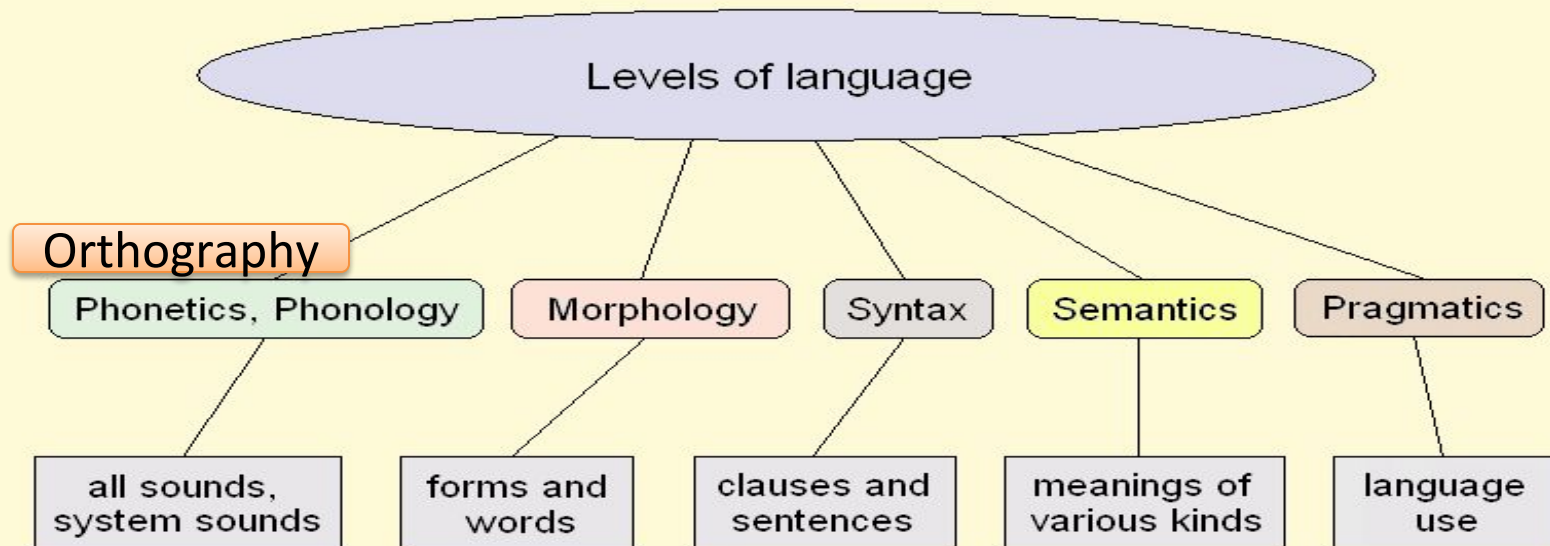 Levels of language
Orthography
Phonetics, Phonology
Morphology
Syntax
Semantics
Pragmatics
all sounds,
system sounds
forms and
words
clauses and
sentences
meanings of
various kinds
language
use